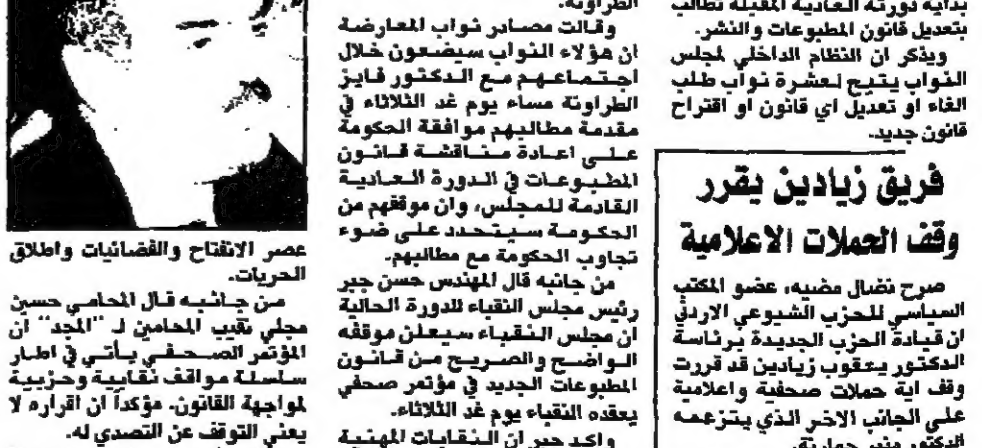 بداية دورته العادية المقبلة تطالب
بتعديل قانون المطبوعات والنشر.
ويذكر ان النظام الداخلي لمجلس
النواب يتيح لعشرة نواب طلب
الغاء او تعديل اي قانون او اقتراح
قانون جديد.
فريق زيادين يقرر
وقف الحملات الاعلامية
صرح نضال مضيه، عضو المكتب
السياسي للحزب الشيوعي الاردني
ان قيادة الحزب الجديدة برئاسة
الدكتور يعقوب زيادين قد قررت
وقف اية حملات صحفية واعلامية
على الجانب الاخر الذي يتزعمه
الدكتور منير حمارنة.
الطراونة.
وقالت مصادر نواب المعارضة
ان هؤلاء النواب سيضعون خلال
اجتماعهم مع الدكتور فايز
الطراونة مساء يوم غد الثلاثاء في
مقدمة مطالبهم موافقة الحكومة
على اعادة مناقشة قانون
المطبوعات في الدورة العادية
القادمة للمجلس، وان موقفهم من
الحكومة سيتحدد على ضوء
تجاوب الحكومة مع مطالبهم.
من جانبه قال المهندس حسن جبر
رئيس مجلس النقباء للدورة الحالية
ان مجلس النقباء سيعلن موقفه
الواضح والصريح من قانون
المطبوعات الجديد في مؤتمر صحفي
يعقده النقباء يوم غد الثلاثاء.
واكد جبر ان النقابات المهنية
عصر الانفتاح والفضائيات واطلاق
الحريات.
من جانبه قال المحامي حسين
مجلي نقيب المحامين لـ "المجد" ان
المؤتمر الصحفي يأتي في اطار
سلسلة مواقف نقابية وحزبية
لمواجهة القانون. مؤكداً ان اقراره لا
يعني التوقف عن التصدي له.